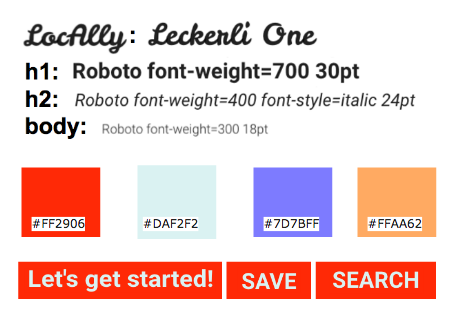 LocAlly: Leckerli One
h1: Roboto font-weight=700 30pt
h2: Roboto font-weight=400 font-style=italic 24pt
body: Roboto font-weight=300 18pt
#FF2906 #DAF2F2 #7D7BFF #FFAA62
Let's get started! SAVE SEARCH